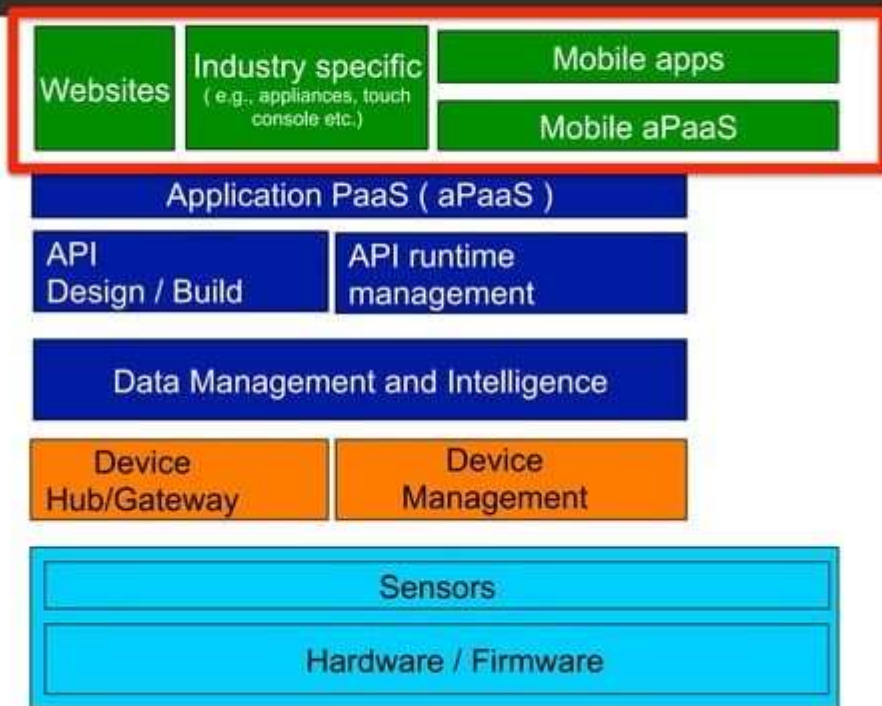 Websites
Industry specific
( e.g., appliances, touch
console etc.)
Mobile apps
Mobile aPaaS
Application PaaS ( aPaaS )
API
Design / Build
API runtime
management
Data Management and Intelligence
Device
Hub/Gateway
Device
Management
Sensors
Hardware / Firmware